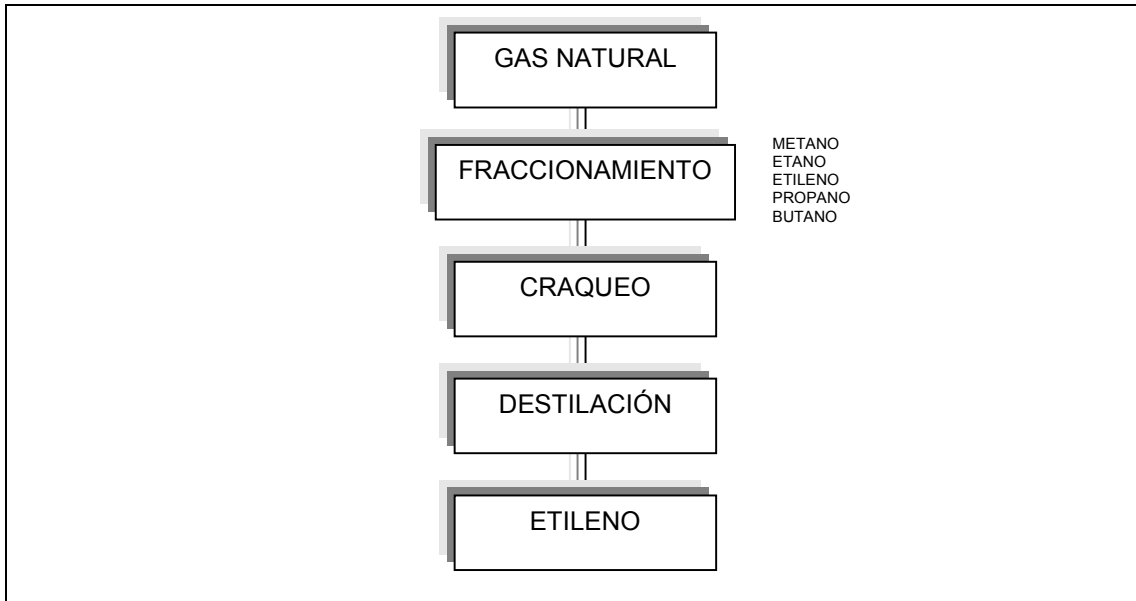 GAS NATURAL
FRACCIONAMIENTO
METANO
ETANO
ETILENO
PROPANO
BUTANO
CRAQUEO
DESTILACIÓN
ETILENO